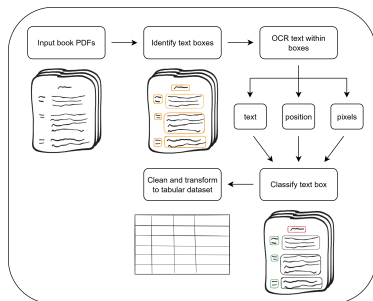 Input book PDFs
Identify text boxes
OCR text within
boxes
text
position
pixels
Clean and transform
to tabular dataset
Classify text box